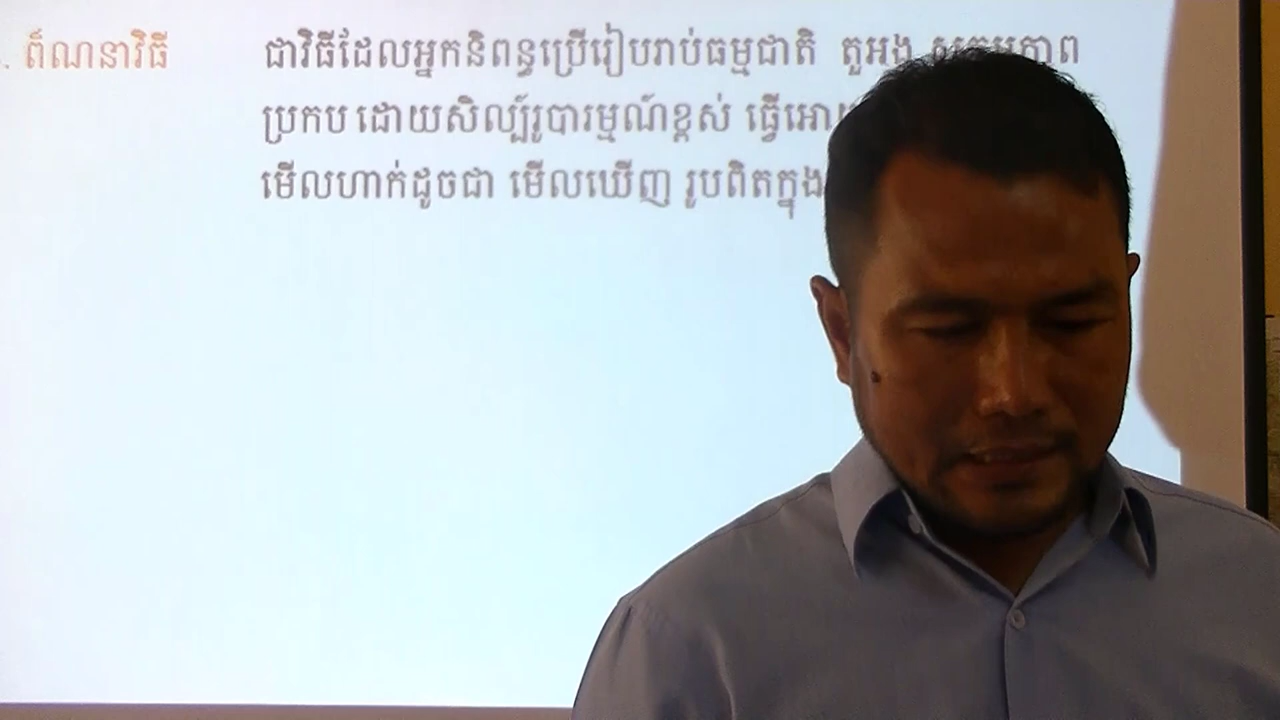 ព័ណនាវិធី ជាវិធីដែលអ្នកនិពន្ធប្រើរៀបរាប់ធម្មជាតិ តួអង្គ
ប្រកប ដោយសិល្ប៍រូបារម្មណ៍ខ្ពស់ ធ្វើអោយ
មើលហាក់ដូចជា មើលឃើញ រូបពិតក្នុង